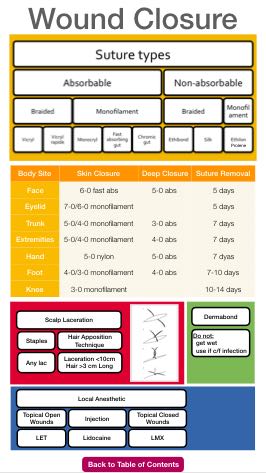 Wound Closure
Suture types
Absorbable Non-absorbable
Braided Monofilament Braided Monofil ament
Vicryl Vicryl rapide Monocryl Fast absorbing gut Chromic gut Ethibond Silk Ethilon Prolene
Body Site Skin Closure Deep Closure Suture Removal
Face 6-0 fast abs 5-0 abs 5 days
Eyelid 7-0/6-0 monofilament 5 days
Trunk 5-0/4-0 monofilament 3-0 abs 7 days
Extremities 5-0/4-0 monofilament 4-0 abs 7 days
Hand 5-0 nylon 5-0 abs 7 dyas
Foot 4-0/3-0 monofilament 4-0 abs 7-10 days
Knee 3-0 monofilament 10-14 days
Scalp Laceration
Staples Hair Apposition Technique
Any lac Laceration <10cm
Hair >3 cm Long
Dermabond
Do not:
get wet
use if c/f infection
Local Anesthetic
Topical Open Wounds Injection Topical Closed Wounds
LET Lidocaine LMX
Back to Table of Contents